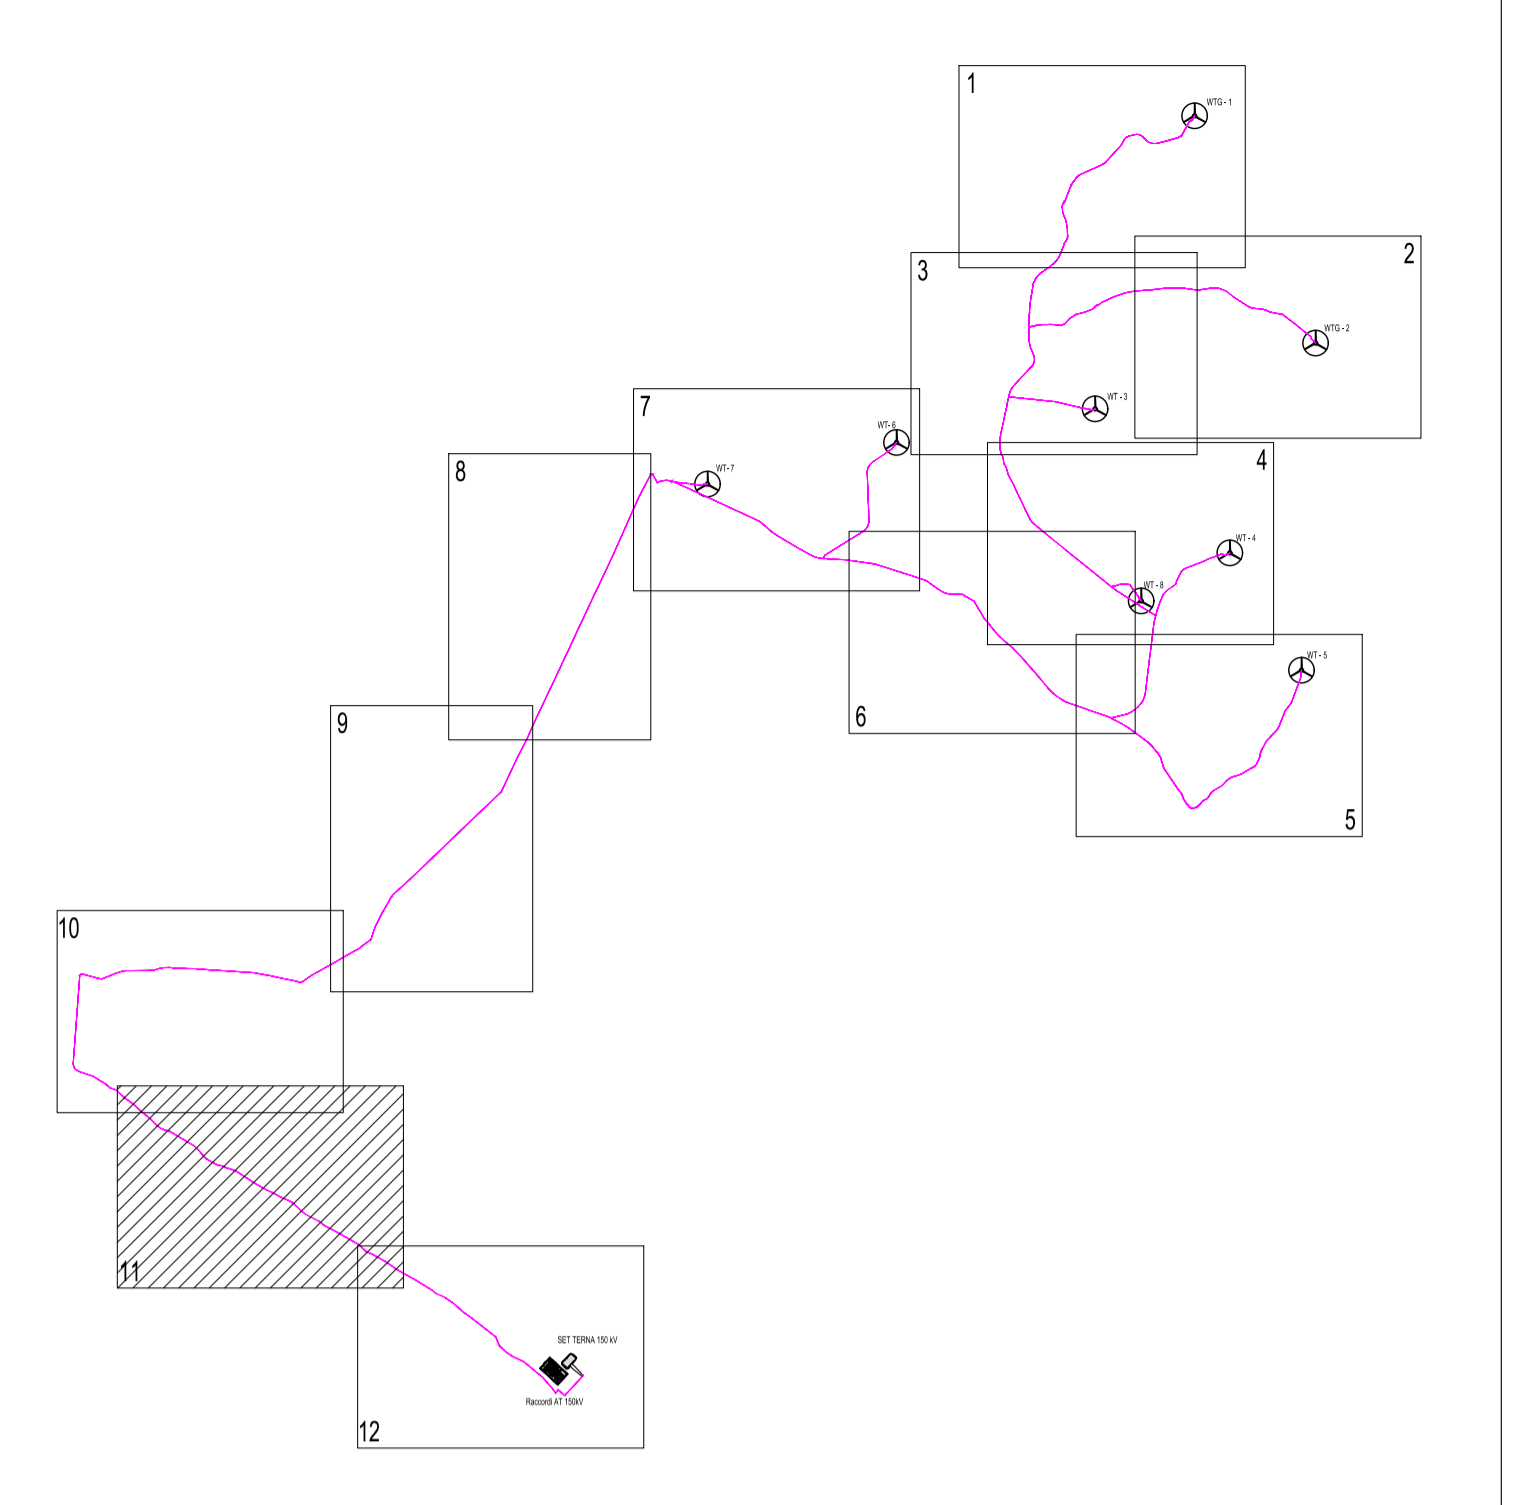 1
WTG - 1
2
3
WTG - 2
7
WT - 3
WT - 6
4
8
WT - 7
WT - 4
WT - 8
WT - 5
6
9
5
10
11
SET TERNA 150 kV
Raccordi AT 150kV
12